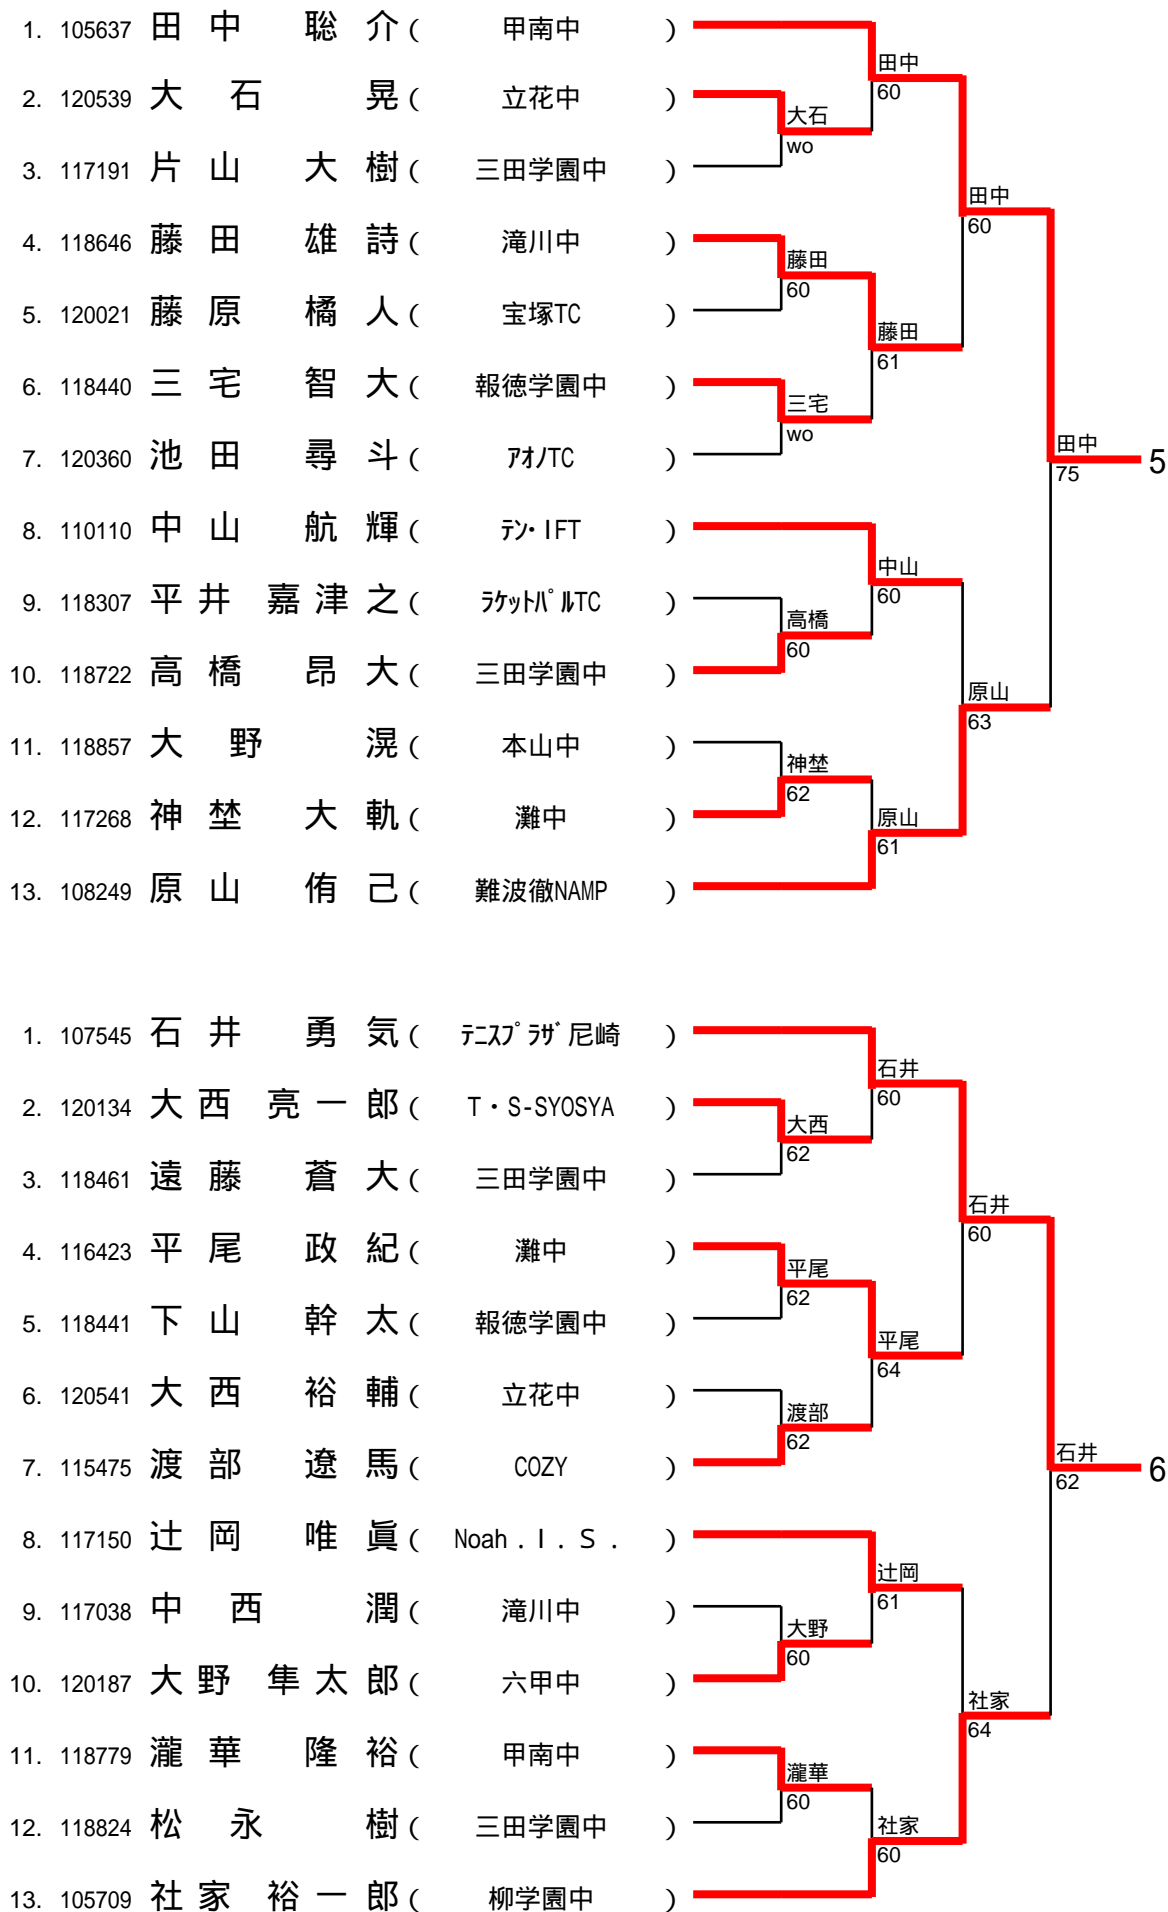 1. 105637 田 中 聡 介 ( 甲南中 )
田中
60
2. 120539 大 石 晃 ( 立花中 )
大石
wo
3. 117191 片 山 大 樹 ( 三田学園中 )
田中
60
4. 118646 藤 田 雄 詩 ( 滝川中 )
藤田
60
5. 120021 藤 原 橘 人 ( 宝塚TC )
藤田
61
6. 118440 三 宅 智 大 ( 報徳学園中 )
三宅
wo
7. 120360 池 田 尋 斗 ( アオノTC )
田中 5
75
8. 110110 中 山 航 輝 ( テン・IFT )
中山
60
9. 118307 平 井 嘉 津 之 ( ラケットパルTC )
高橋
60
10. 118722 高 橋 昂 大 ( 三田学園中 )
原山
63
11. 118857 大 野 滉 ( 本山中 )
神埜
62
12. 117268 神 埜 大 軌 ( 灘中 )
原山
61
13. 108249 原 山 侑 己 ( 難波徹NAMP )
1. 107545 石 井 勇 気 ( テニスプラザ尼崎 )
石井
60
2. 120134 大 西 亮 一 郎 ( T・S-SYOSYA )
大西
62
3. 118461 遠 藤 蒼 大 ( 三田学園中 )
石井
60
4. 116423 平 尾 政 紀 ( 灘中 )
平尾
62
5. 118441 下 山 幹 太 ( 報徳学園中 )
平尾
64
6. 120541 大 西 裕 輔 ( 立花中 )
渡部
62
7. 115475 渡 部 遼 馬 ( COZY )
石井 6
62
8. 117150 辻 岡 唯 眞 ( Noah．I．S． )
辻岡
61
9. 117038 中 西 潤 ( 滝川中 )
大野
60
10. 120187 大 野 隼 太 郎 ( 六甲中 )
社家
64
11. 118779 瀧 華 隆 裕 ( 甲南中 )
瀧華
60
12. 118824 松 永 樹 ( 三田学園中 )
社家
60
13. 105709 社 家 裕 一 郎 ( 柳学園中 )